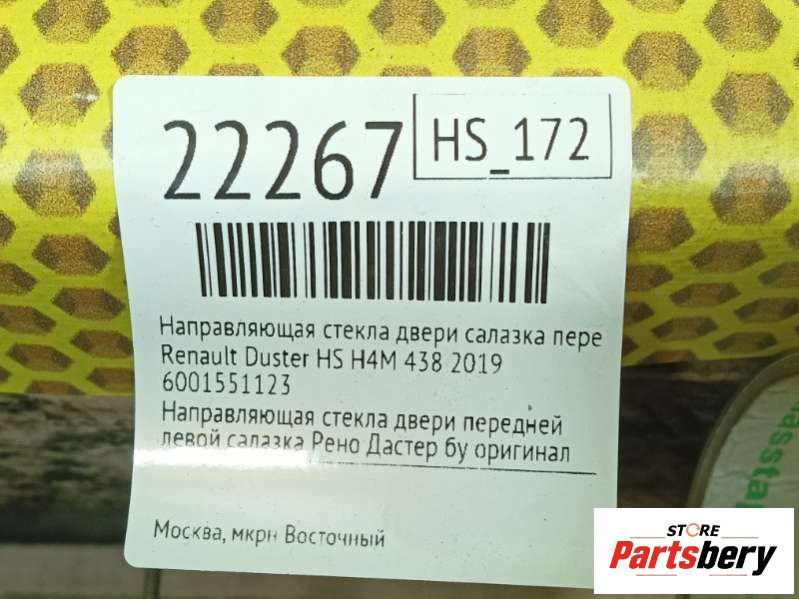 22267
HS_172
Направляющая стекла двери салазка пере
Renault Duster HS H4M 438 2019
6001551123
Направляющая стекла двери передней
левой салазка Рено Дастер бу оригинал
Москва, мкрн Восточный
STORE
Partsbery